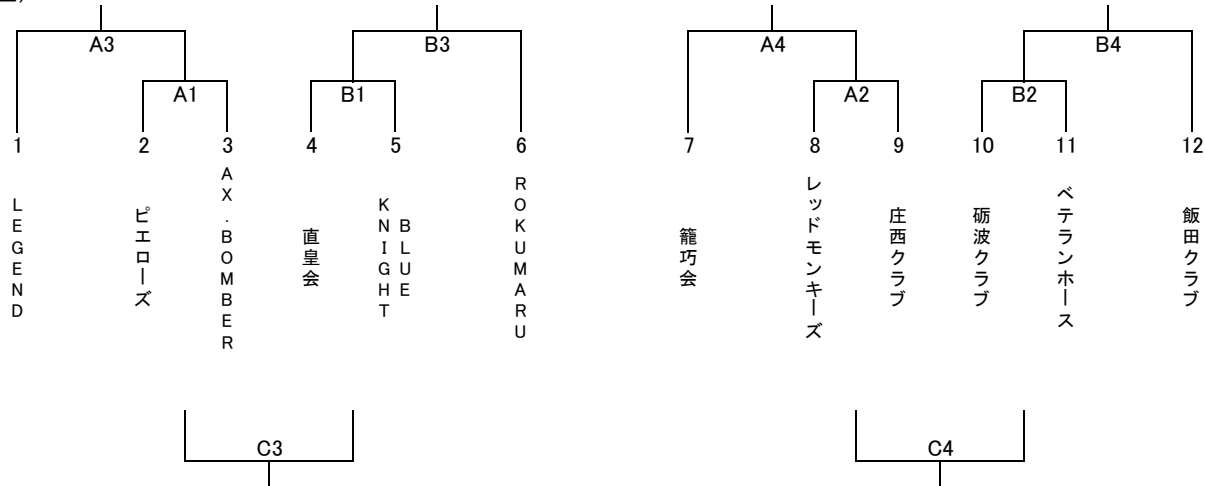 A3 B3 A4 B4
A1 B1 A2 B2
1 2 3 4 5 6 7 8 9 10 11 12
LEGEND
ピエローズ
AX.BOMBER
直皇会
BLUE
KNIGHT
ROKUMARU
籠巧会
レッドモンキーズ
庄西クラブ
砺波クラブ
ベテランホース
飯田クラブ
C3 C4